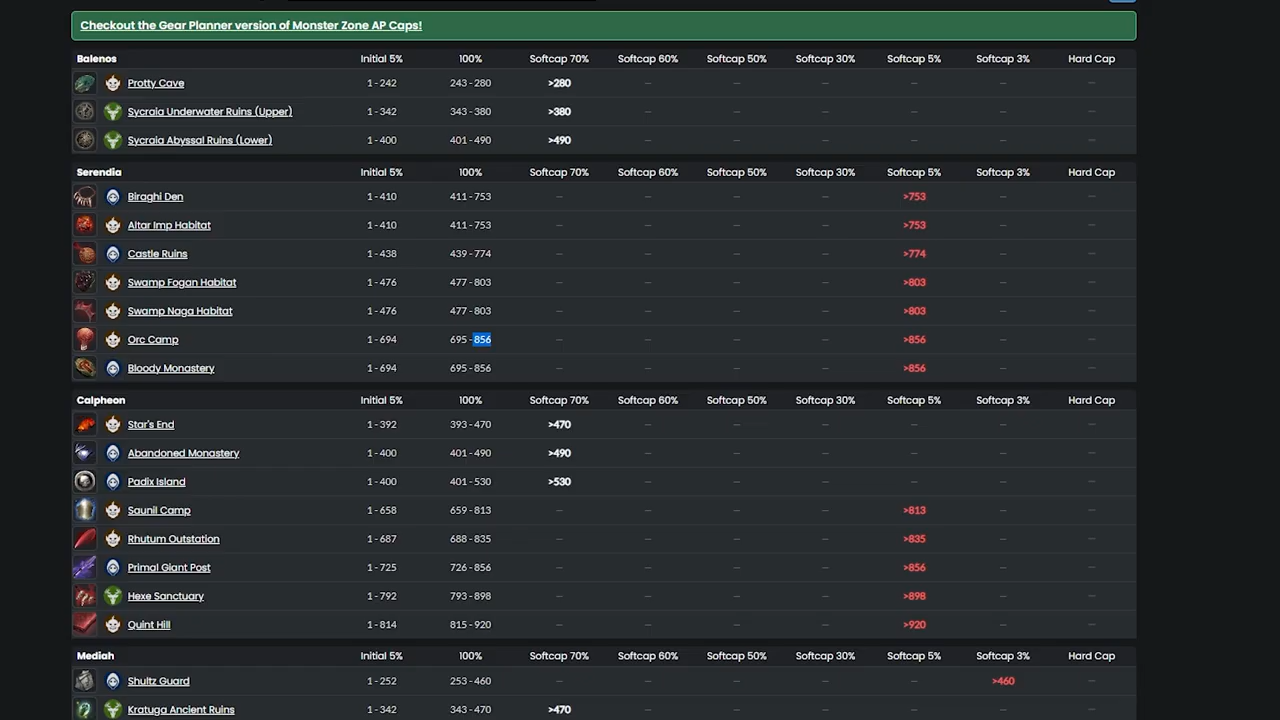 Checkout the Gear Planner version of Monster Zone AP Caps!
Balenos Initial 5% 100% Softcap 70% Softcap 60% Softcap 50% Softcap 30% Softcap 5% Softcap 3% Hard Cap
Protty Cave 1 - 242 243 - 280 >280 — — — — — —
Sycraia Underwater Ruins (Upper) 1 - 342 343 - 380 >380 — — — — — —
Sycraia Abyssal Ruins (Lower) 1 - 400 401 - 490 >490 — — — — — —
Serendia Initial 5% 100% Softcap 70% Softcap 60% Softcap 50% Softcap 30% Softcap 5% Softcap 3% Hard Cap
Biraghi Den 1 - 410 411 - 753 — — — — >753 — —
Altar Imp Habitat 1 - 410 411 - 753 — — — — >753 — —
Castle Ruins 1 - 438 439 - 774 — — — — >774 — —
Swamp Fogan Habitat 1 - 476 477 - 803 — — — — >803 — —
Swamp Naga Habitat 1 - 476 477 - 803 — — — — >803 — —
Orc Camp 1 - 694 695 - 856 — — — — >856 — —
Bloody Monastery 1 - 694 695 - 856 — — — — >856 — —
Calpheon Initial 5% 100% Softcap 70% Softcap 60% Softcap 50% Softcap 30% Softcap 5% Softcap 3% Hard Cap
Star's End 1 - 392 393 - 470 >470 — — — — — —
Abandoned Monastery 1 - 400 401 - 490 >490 — — — — — —
Padix Island 1 - 400 401 - 530 >530 — — — — — —
Saunil Camp 1 - 658 659 - 813 — — — — >813 — —
Rhutum Outstation 1 - 687 688 - 835 — — — — >835 — —
Primal Giant Post 1 - 725 726 - 856 — — — — >856 — —
Hexe Sanctuary 1 - 792 793 - 898 — — — — >898 — —
Quint Hill 1 - 814 815 - 920 — — — — >920 — —
Mediah Initial 5% 100% Softcap 70% Softcap 60% Softcap 50% Softcap 30% Softcap 5% Softcap 3% Hard Cap
Shultz Guard 1 - 252 253 - 460 — — — — — >460 —
Kratuga Ancient Ruins 1 - 342 343 - 470 >470 — — — — — —